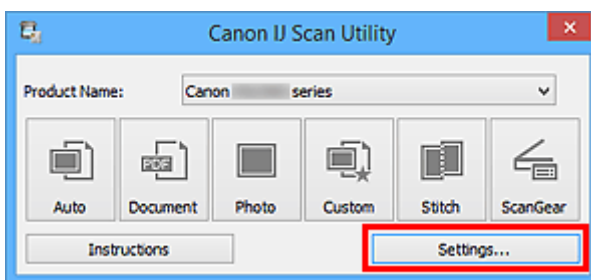 Canon IJ Scan Utility
Product Name: Canon series
PDF
Auto Document Photo Custom Stitch ScanGear
Instructions Settings...